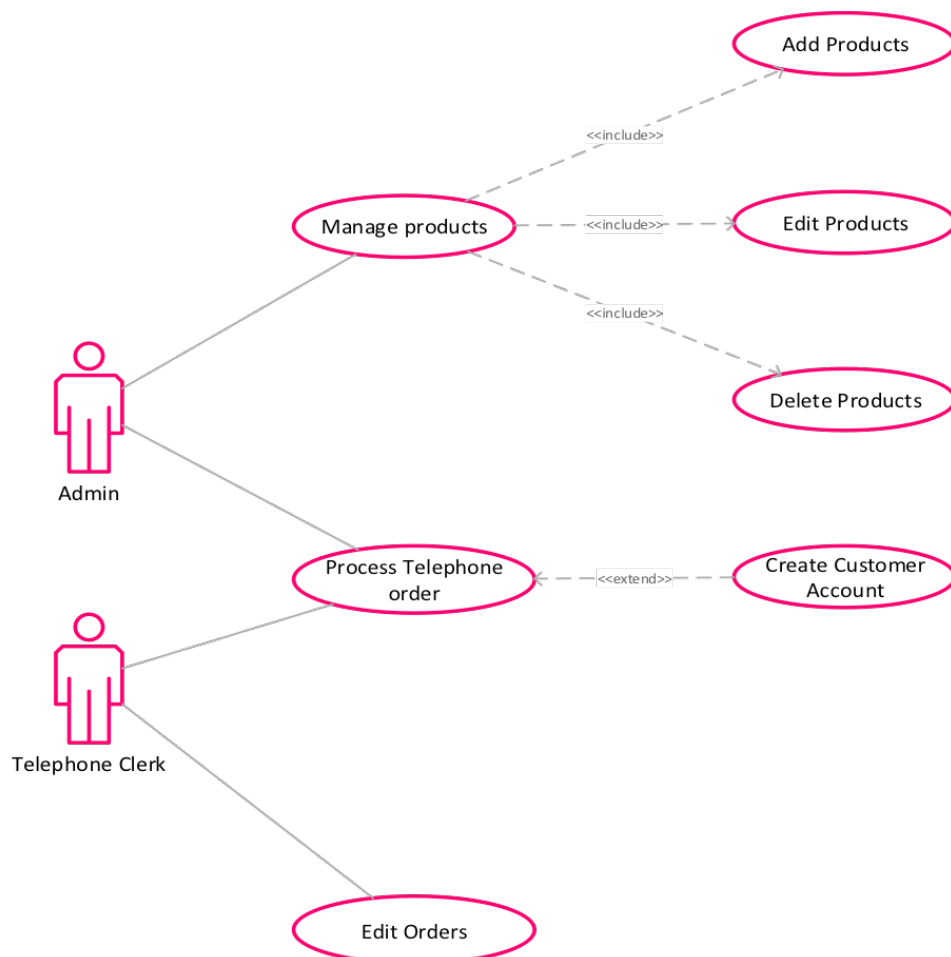 Add Products
<<include>>
Manage products
<<include>>
Edit Products
<<include>>
Delete Products
Admin
Process Telephone
order
<<extend>>
Create Customer
Account
Telephone Clerk
Edit Orders